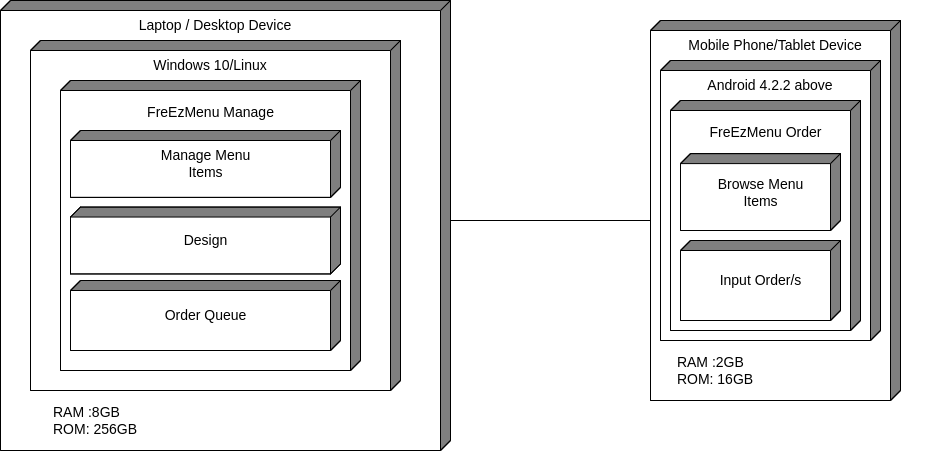 Laptop / Desktop Device
Windows 10/Linux
FreEzMenu Manage
Manage Menu
Items
Design
Order Queue
RAM :8GB
ROM: 256GB
Mobile Phone/Tablet Device
Android 4.2.2 above
FreEzMenu Order
Browse Menu
Items
Input Order/s
RAM :2GB
ROM: 16GB